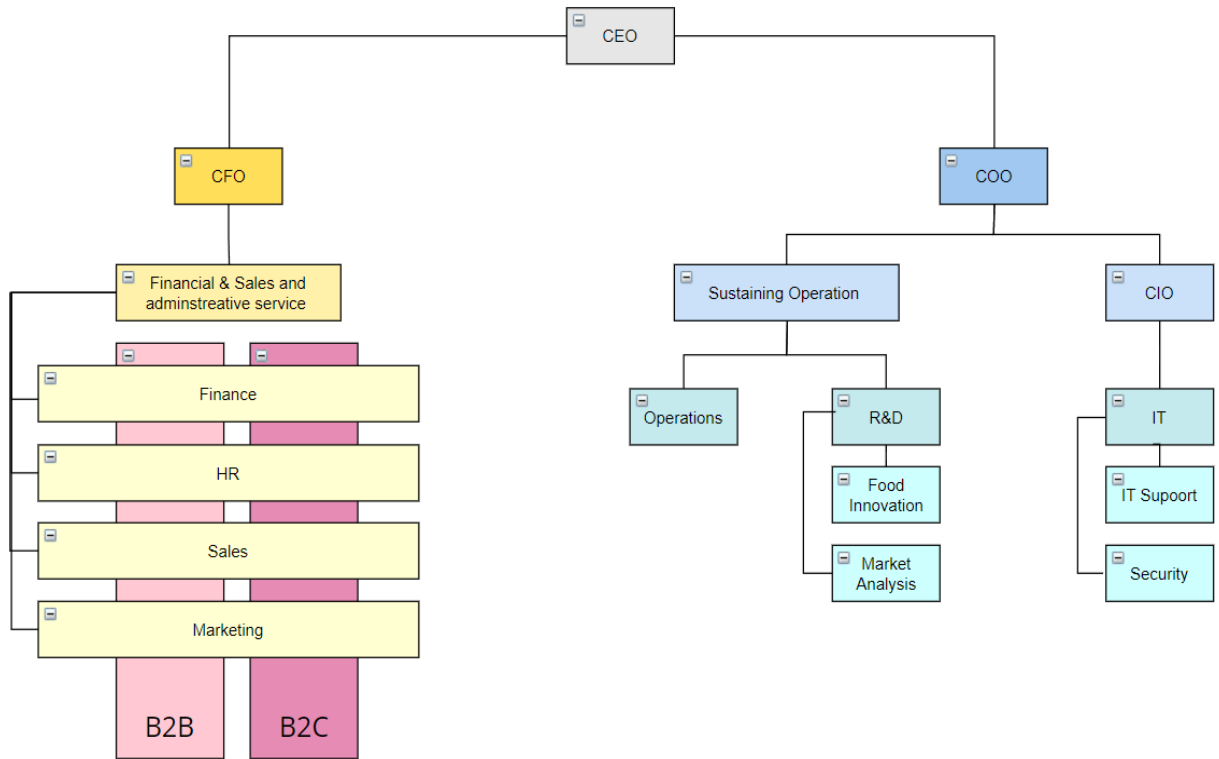 CEO
CFO
COO
Financial & Sales and
adminstreative service
Sustaining Operation
CIO
Finance
HR
Sales
Marketing
B2B
B2C
Operations
R&D
Food
Innovation
Market
Analysis
IT
IT Supoort
Security